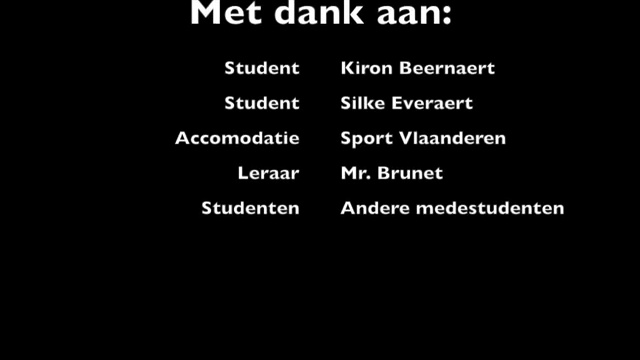 Met dank aan:
Student Kiron Beernaert
Student Silke Everaert
Accomodatie Sport Vlaanderen
Leraar Mr. Brunet
Studenten Andere medestudenten